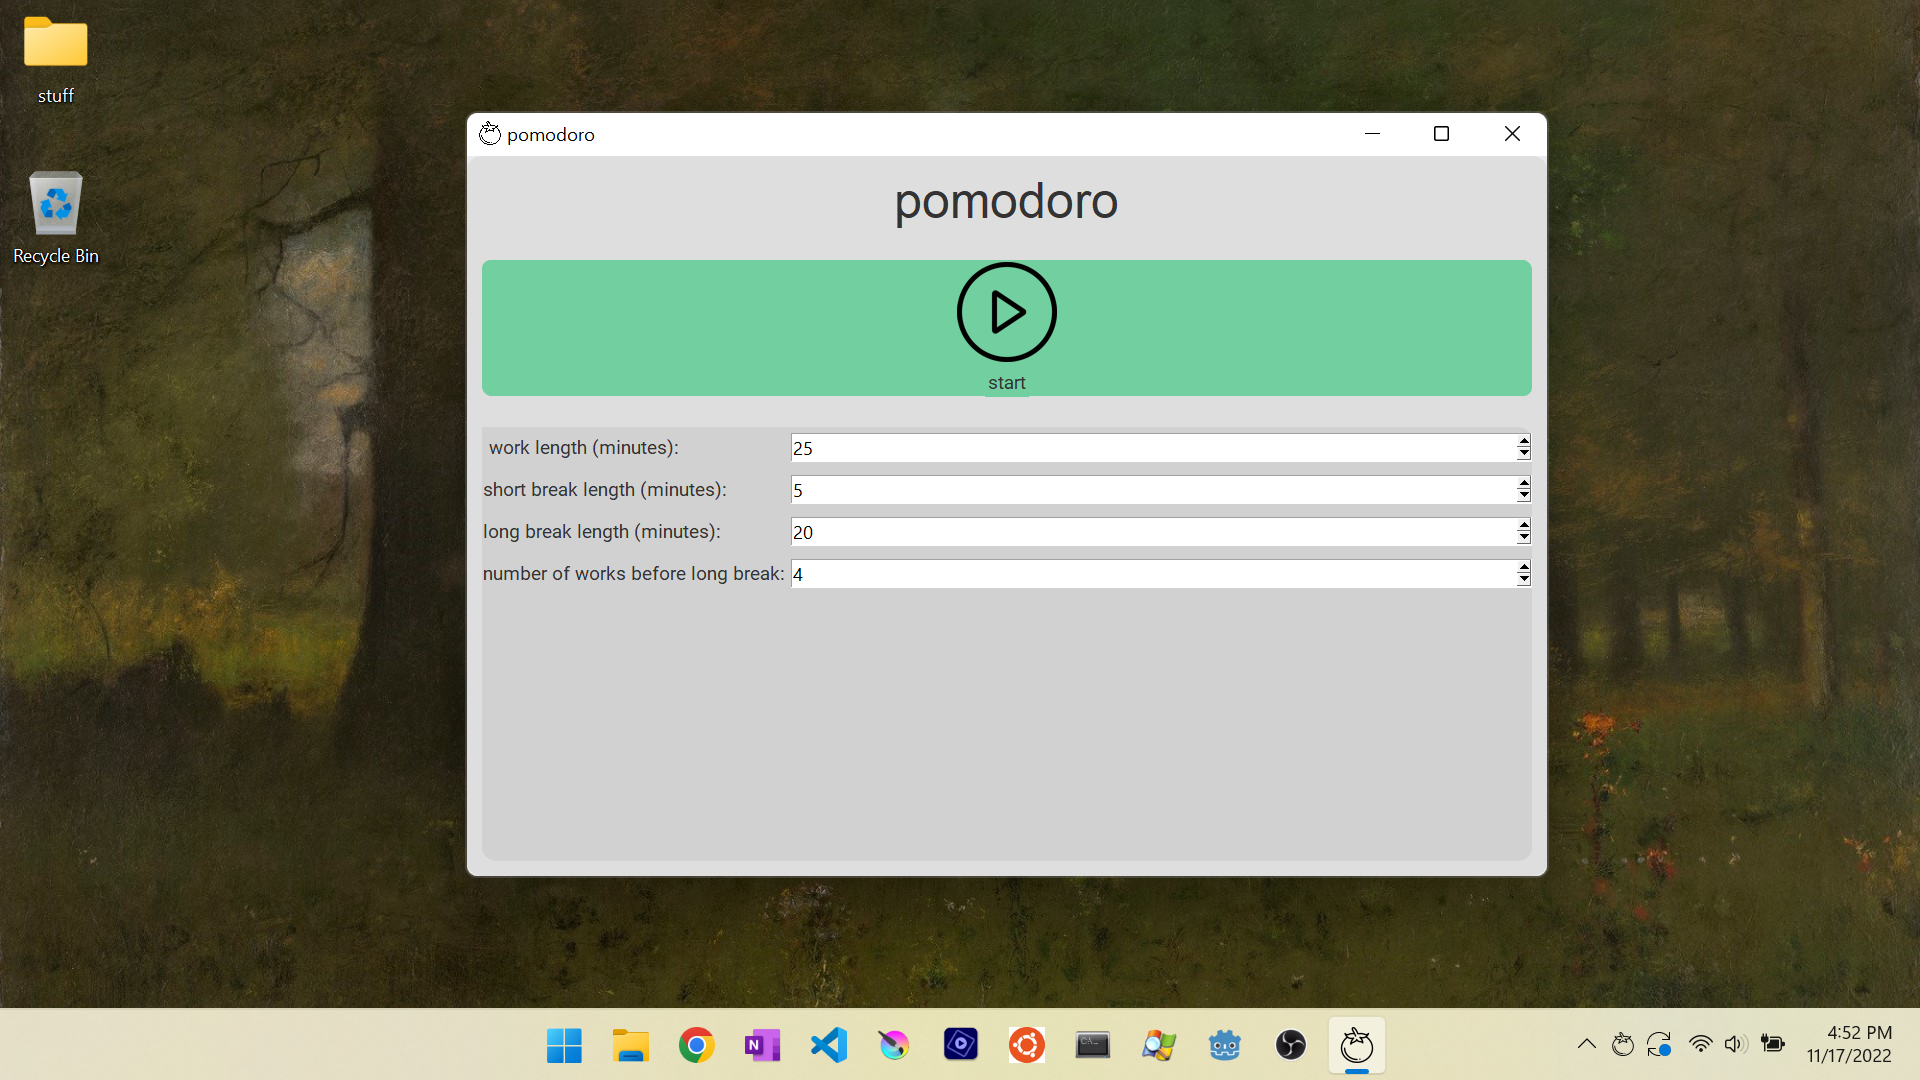 stuff
Recycle Bin
pomodoro
pomodoro
start
work length (minutes):
25
short break length (minutes):
5
long break length (minutes):
20
number of works before long break:
4
N
C:\_
4:52 PM
11/17/2022